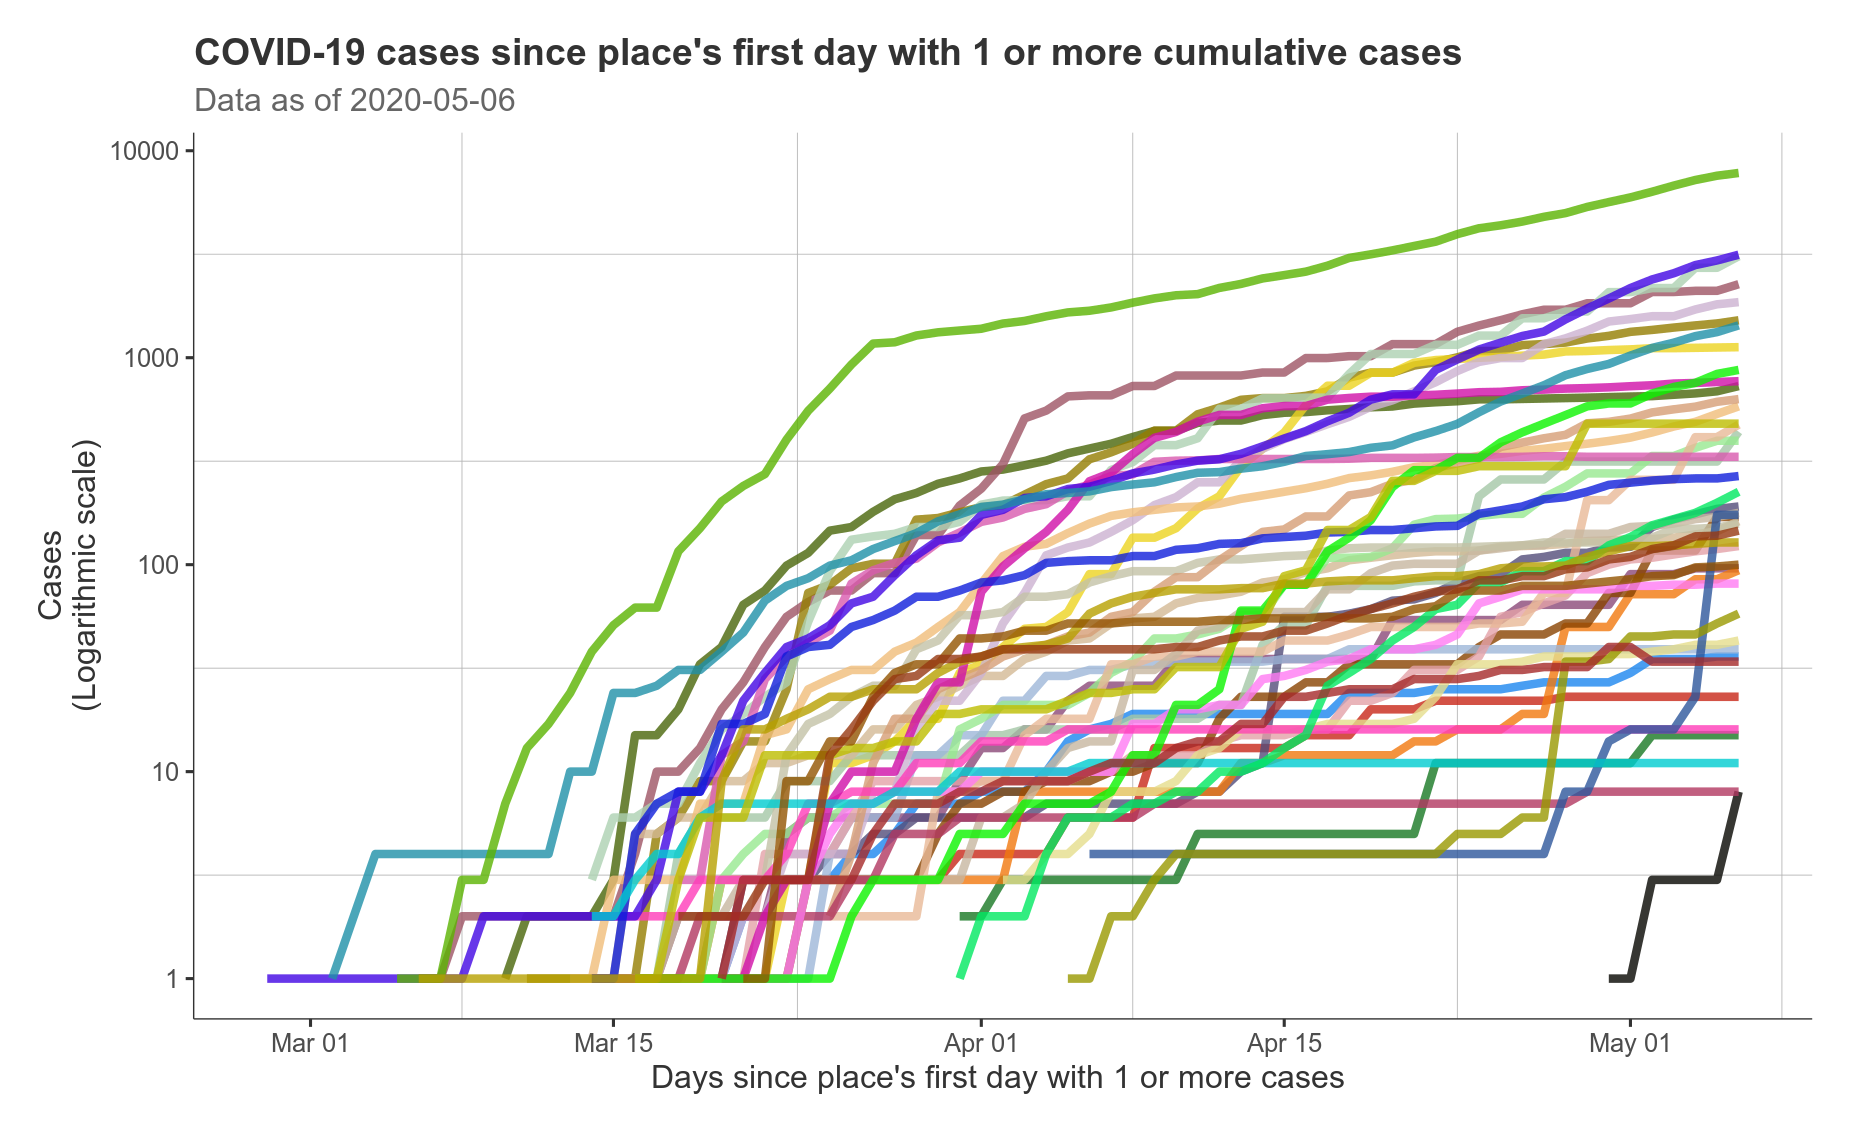 COVID-19 cases since place's first day with 1 or more cumulative cases
Data as of 2020-05-06
10000
1000
100
10
1
Cases
(Logarithmic scale)
Mar 01
Mar 15
Apr 01
Apr 15
May 01
Days since place's first day with 1 or more cases